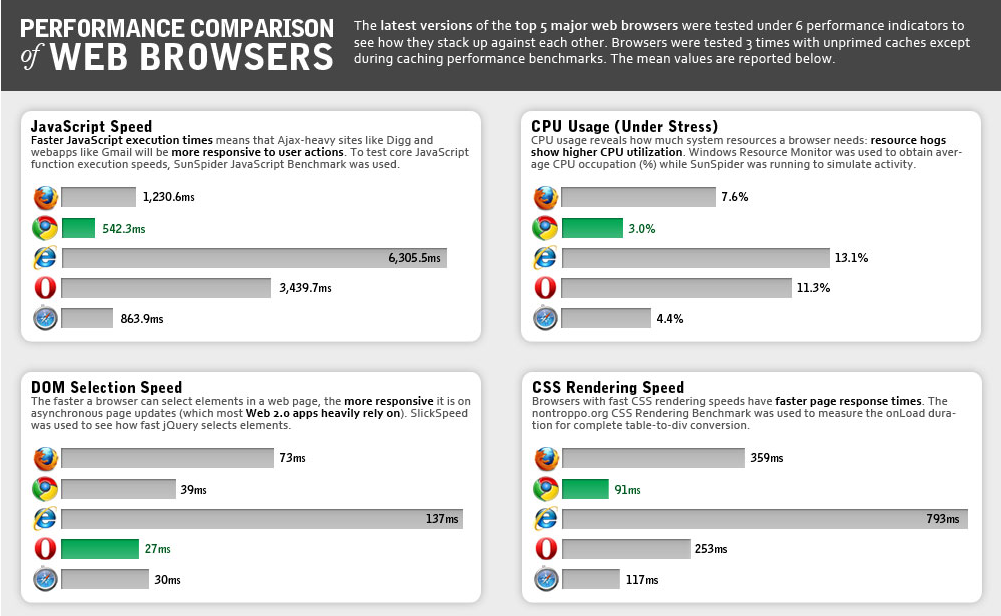 PERFORMANCE COMPARISON
of WEB BROWSERS
The latest versions of the top 5 major web browsers were tested under 6 performance indicators to
see how they stack up against each other. Browsers were tested 3 times with unprimed caches except
during caching performance benchmarks. The mean values are reported below.
JavaScript Speed
Faster JavaScript execution times means that Ajax-heavy sites like Digg and
webapps like Gmail will be more responsive to user actions. To test core JavaScript
function execution speeds, SunSpider JavaScript Benchmark was used.
1,230.6ms
542.3ms
6,305.5ms
3,439.7ms
863.9ms
CPU Usage (Under Stress)
CPU usage reveals how much system resources a browser needs: resource hogs
show higher CPU utilization. Windows Resource Monitor was used to obtain aver-
age CPU occupation (%) while SunSpider was running to simulate activity.
7.6%
3.0%
13.1%
11.3%
4.4%
DOM Selection Speed
The faster a browser can select elements in a web page, the more responsive it is on
asynchronous page updates (which most Web 2.0 apps heavily rely on). SlickSpeed
was used to see how fast jQuery selects elements.
73ms
39ms
137ms
27ms
30ms
CSS Rendering Speed
Browsers with fast CSS rendering speeds have faster page response times. The
nontroppo.org CSS Rendering Benchmark was used to measure the onLoad dura-
tion for complete table-to-div conversion.
359ms
91ms
793ms
253ms
117ms